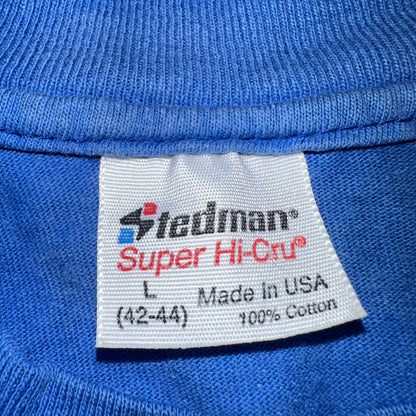 Stedman®
Super Hi-Cru®
L Made In USA
(42-44) 100% Cotton